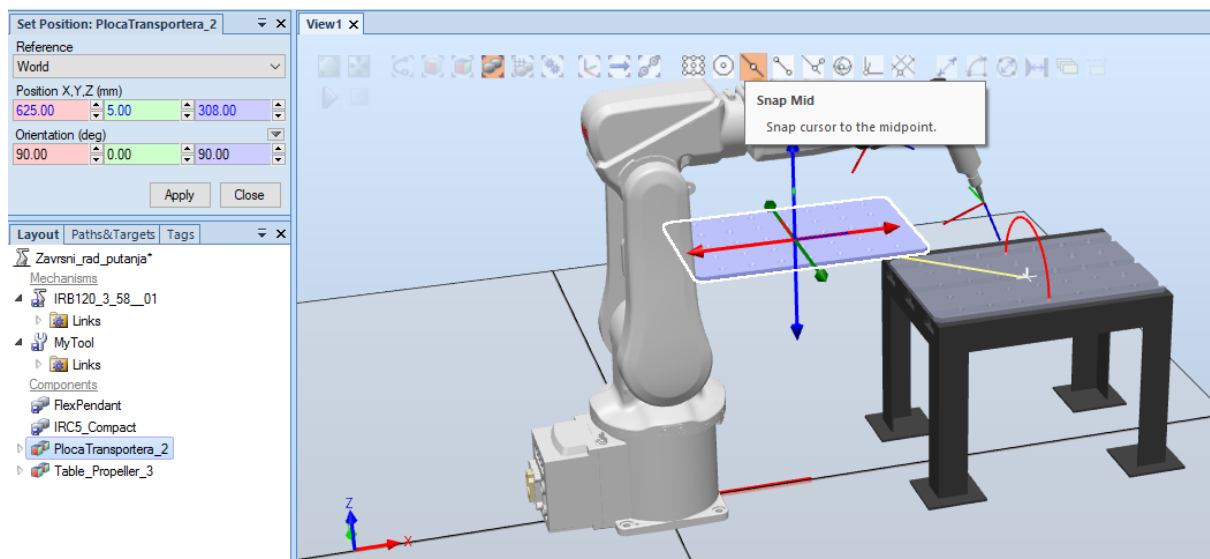 Set Position: PlocaTransportera_2
Reference
World
Position X,Y,Z (mm)
625.00 5.00 308.00
Orientation (deg)
90.00 0.00 90.00
Apply Close
Layout Paths&Targets Tags
Zavrsni_rad_putanja*
Mechanisms
IRB120_3_58__01
Links
MyTool
Links
Components
FlexPendant
IRC5_Compact
PlocaTransportera_2
Table_Propeller_3
View1
Snap Mid
Snap cursor to the midpoint.
Z
X